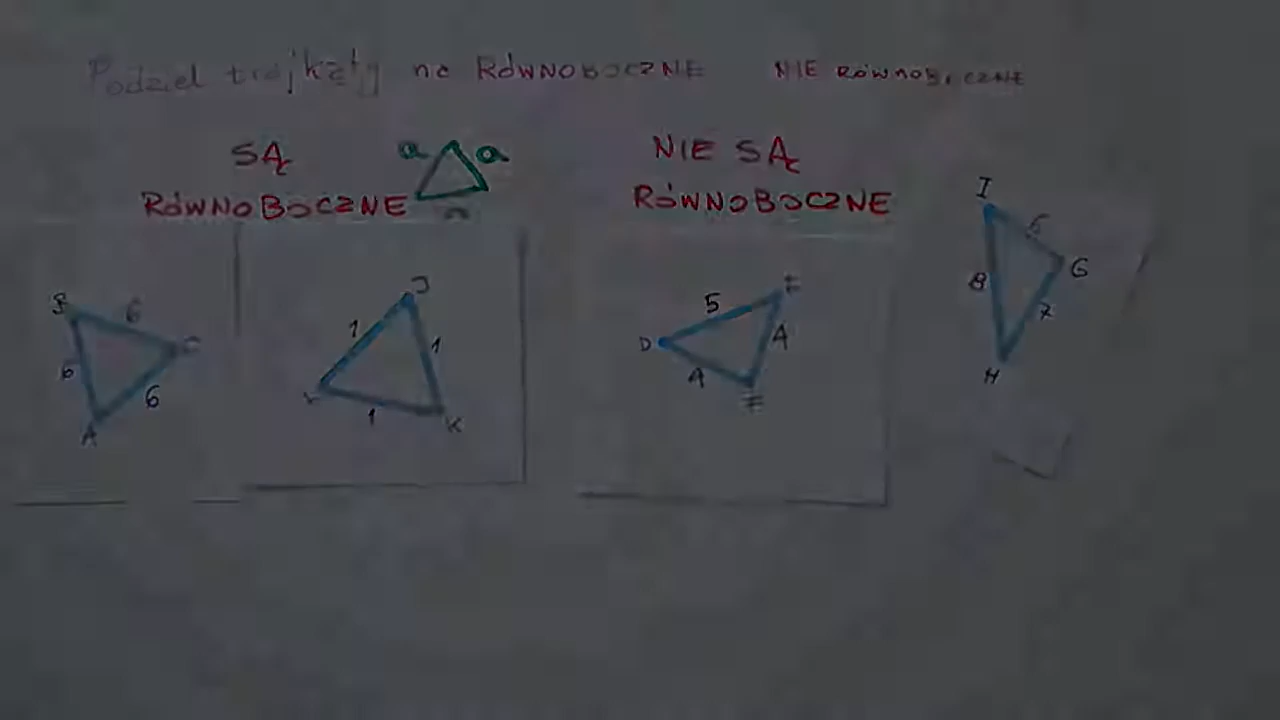 Podziel trójkąty na RÓWNOBOCZNE NIE RÓWNOBOCZNE
SĄ
RÓWNOBOCZNE
a a
a
NIE SĄ
RÓWNOBOCZNE
B 6 C
6 6
A
J
1 1
1 K
5 E
D 4
4 F
I 6
8 G
7
H